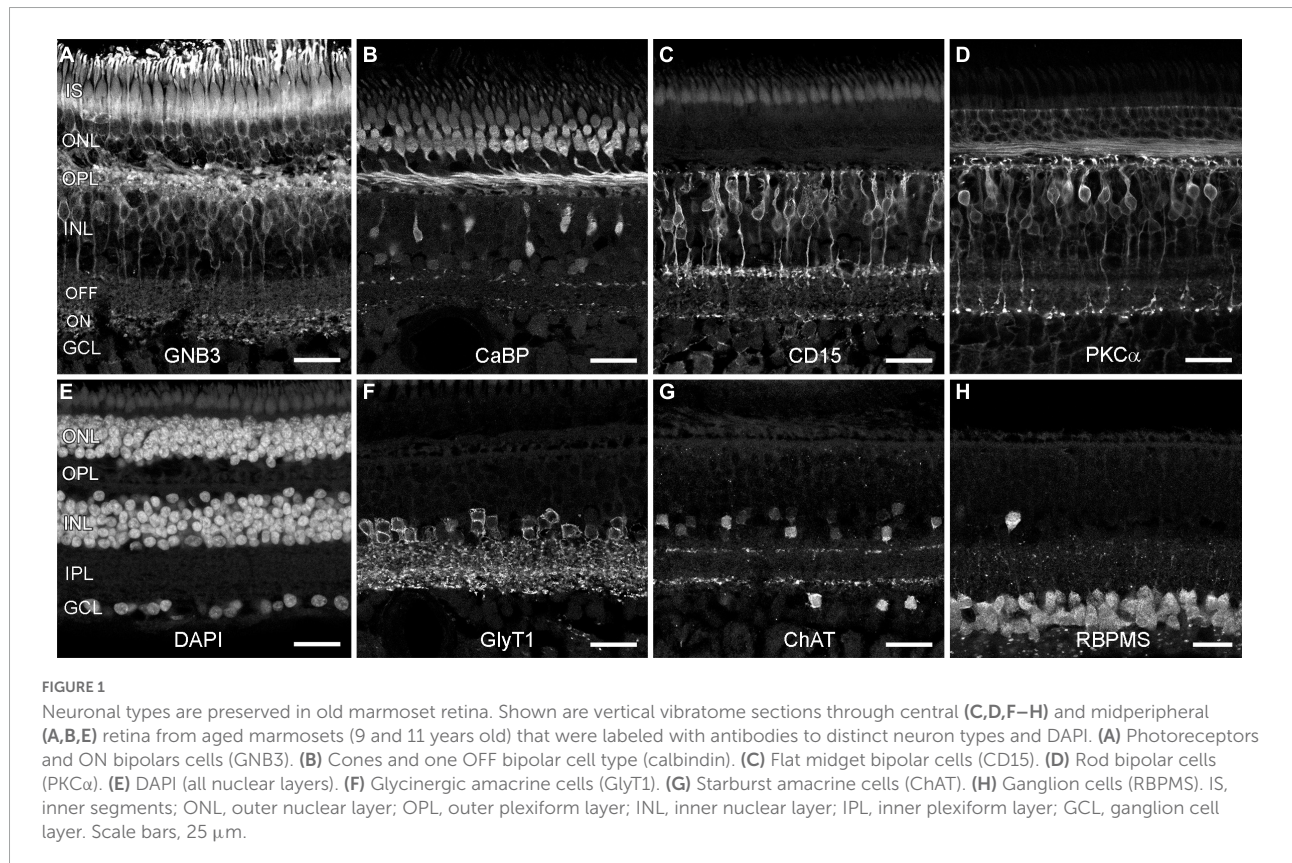 A
B
C
D
IS
ONL
OPL
INL
OFF
ON
GCL
GNB3
CaBP
CD15
PKCα
E
F
G
H
ONL
OPL
INL
IPL
GCL
DAPI
GlyT1
ChAT
RBPMS
FIGURE 1
Neuronal types are preserved in old marmoset retina. Shown are vertical vibratome sections through central (C,D,F–H) and midperipheral
(A,B,E) retina from aged marmosets (9 and 11 years old) that were labeled with antibodies to distinct neuron types and DAPI. (A) Photoreceptors
and ON bipolars cells (GNB3). (B) Cones and one OFF bipolar cell type (calbindin). (C) Flat midget bipolar cells (CD15). (D) Rod bipolar cells
(PKCα). (E) DAPI (all nuclear layers). (F) Glycinergic amacrine cells (GlyT1). (G) Starburst amacrine cells (ChAT). (H) Ganglion cells (RBPMS). IS,
inner segments; ONL, outer nuclear layer; OPL, outer plexiform layer; INL, inner nuclear layer; IPL, inner plexiform layer; GCL, ganglion cell
layer. Scale bars, 25 μm.